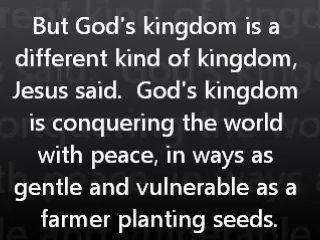 But God's kingdom is a
different kind of kingdom,
Jesus said.  God's kingdom
is conquering the world
with peace, in ways as
gentle and vulnerable as a
farmer planting seeds.